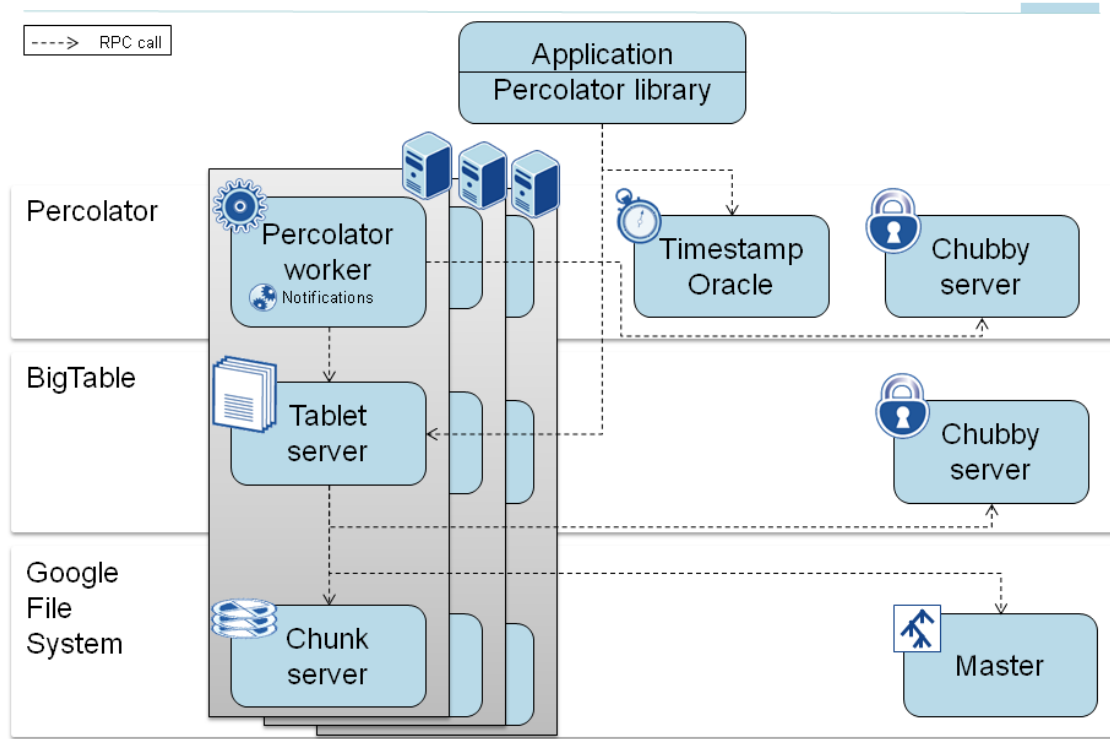 RPC call
Application
Percolator library
Percolator
Percolator
worker
Notifications
Timestamp
Oracle
Chubby
server
BigTable
Tablet
server
Chubby
server
Google
File
System
Chunk
server
Master